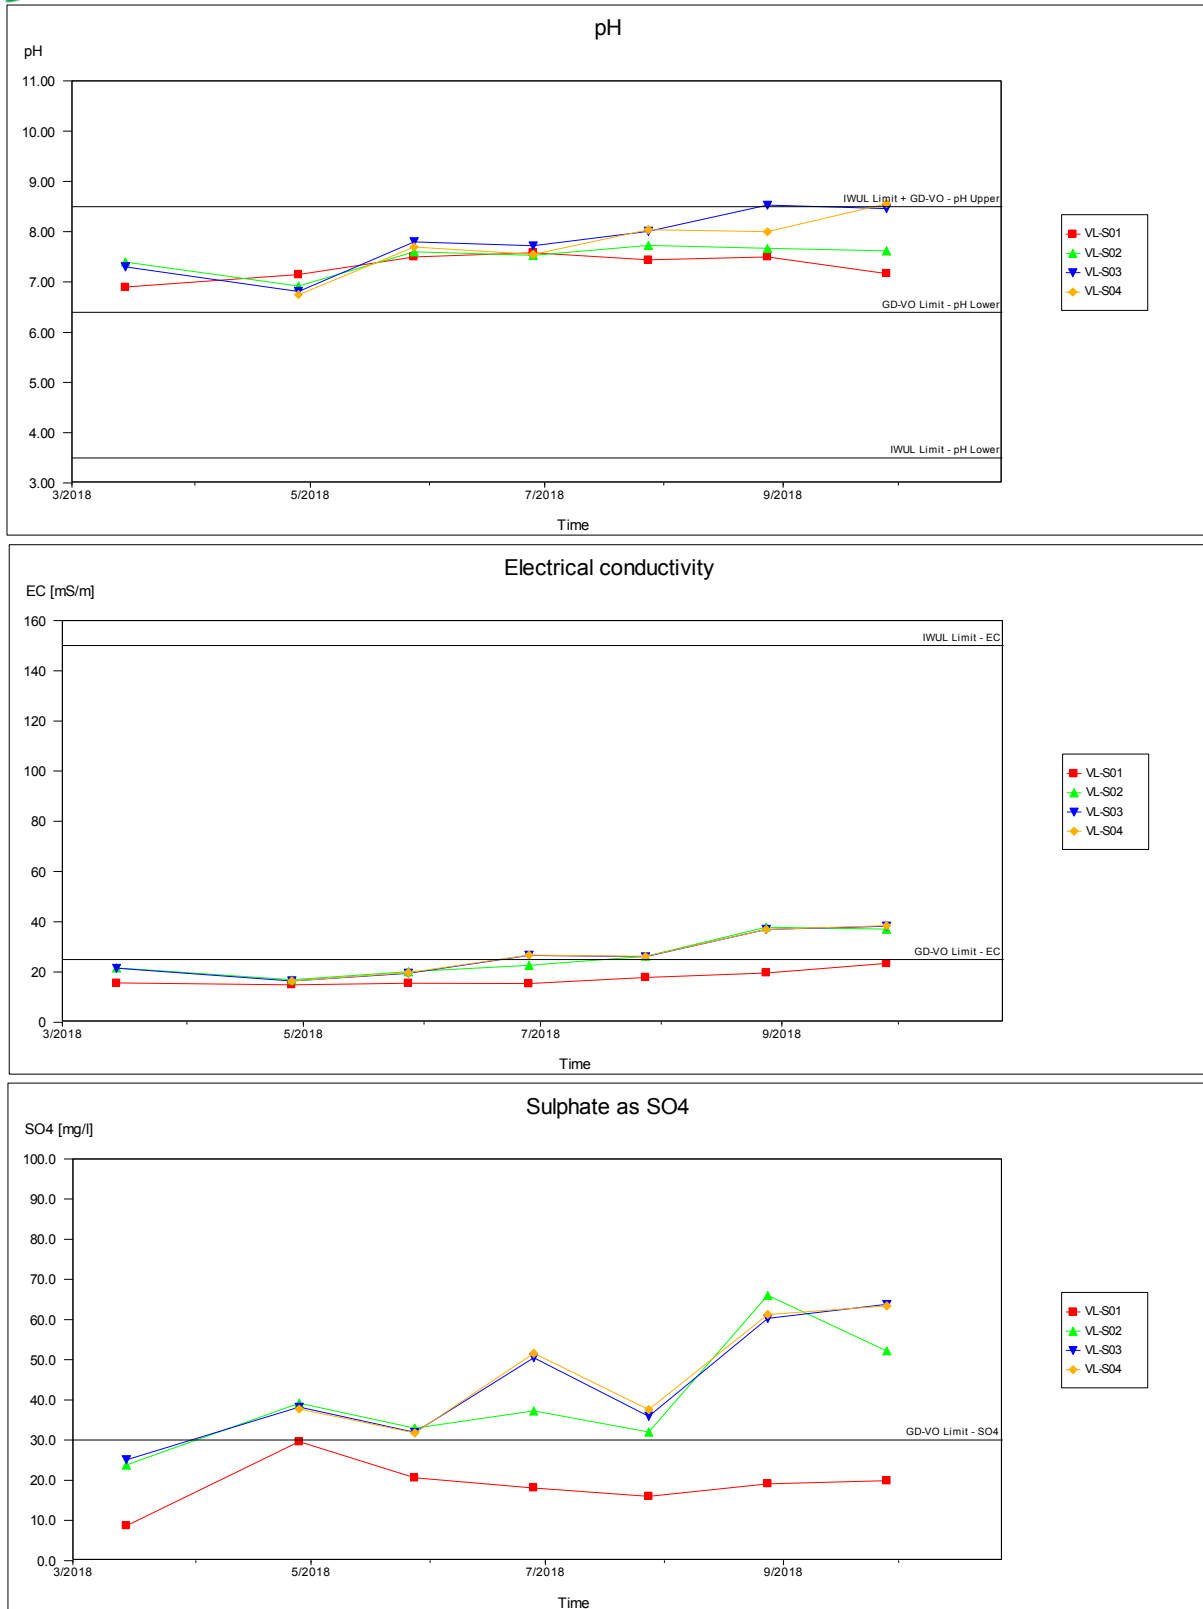 pH
pH
11.00
10.00
9.00
IWUL Limit + GD-VO - pH Upper
8.00
VL-S01
VL-S02
7.00
VL-S03
VL-S04
GD-VO Limit - pH Lower
6.00
5.00
4.00
IWUL Limit - pH Lower
3.00
3/2018 5/2018 7/2018 9/2018
Time
Electrical conductivity
EC [mS/m]
160
IWUL Limit - EC
140
120
100
VL-S01
VL-S02
VL-S03
80
VL-S04
60
40
GD-VO Limit - EC
20
0
3/2018 5/2018 7/2018 9/2018
Time
Sulphate as SO4
SO4 [mg/l]
100.0
90.0
80.0
70.0
VL-S01
60.0
VL-S02
VL-S03
50.0
VL-S04
40.0
GD-VO Limit - SO4
30.0
20.0
10.0
0.0
3/2018 5/2018 7/2018 9/2018
Time